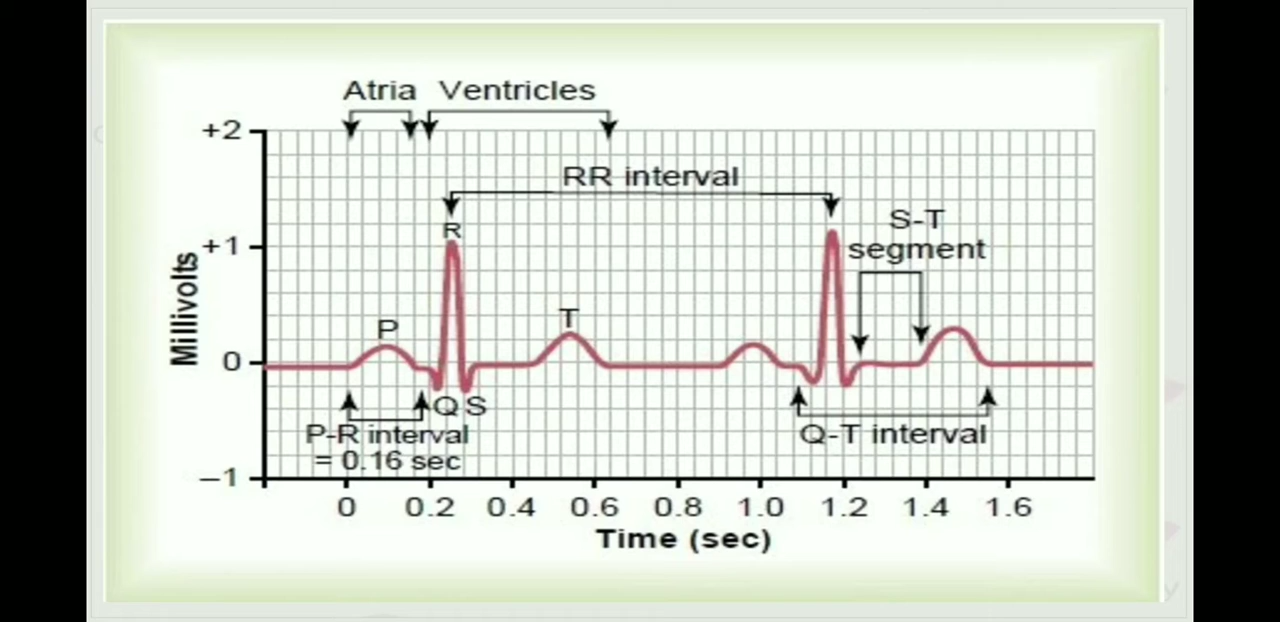 Atria Ventricles
+2
RR interval
R
S-T
segment
+1
Millivolts
P
T
0
Q S
P-R interval
= 0.16 sec
Q-T interval
–1
0 0.2 0.4 0.6 0.8 1.0 1.2 1.4 1.6
Time (sec)